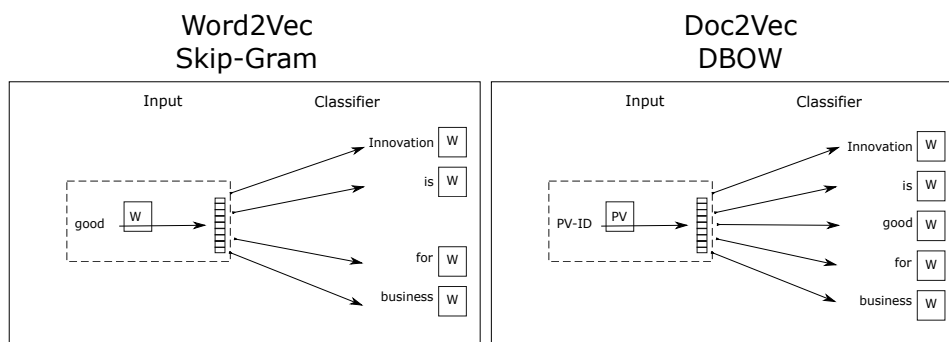 Word2Vec
Skip-Gram
Input Classifier
Innovation W
is W
good W
for W
business W
Doc2Vec
DBOW
Input Classifier
Innovation W
is W
PV-ID PV good W
for W
business W